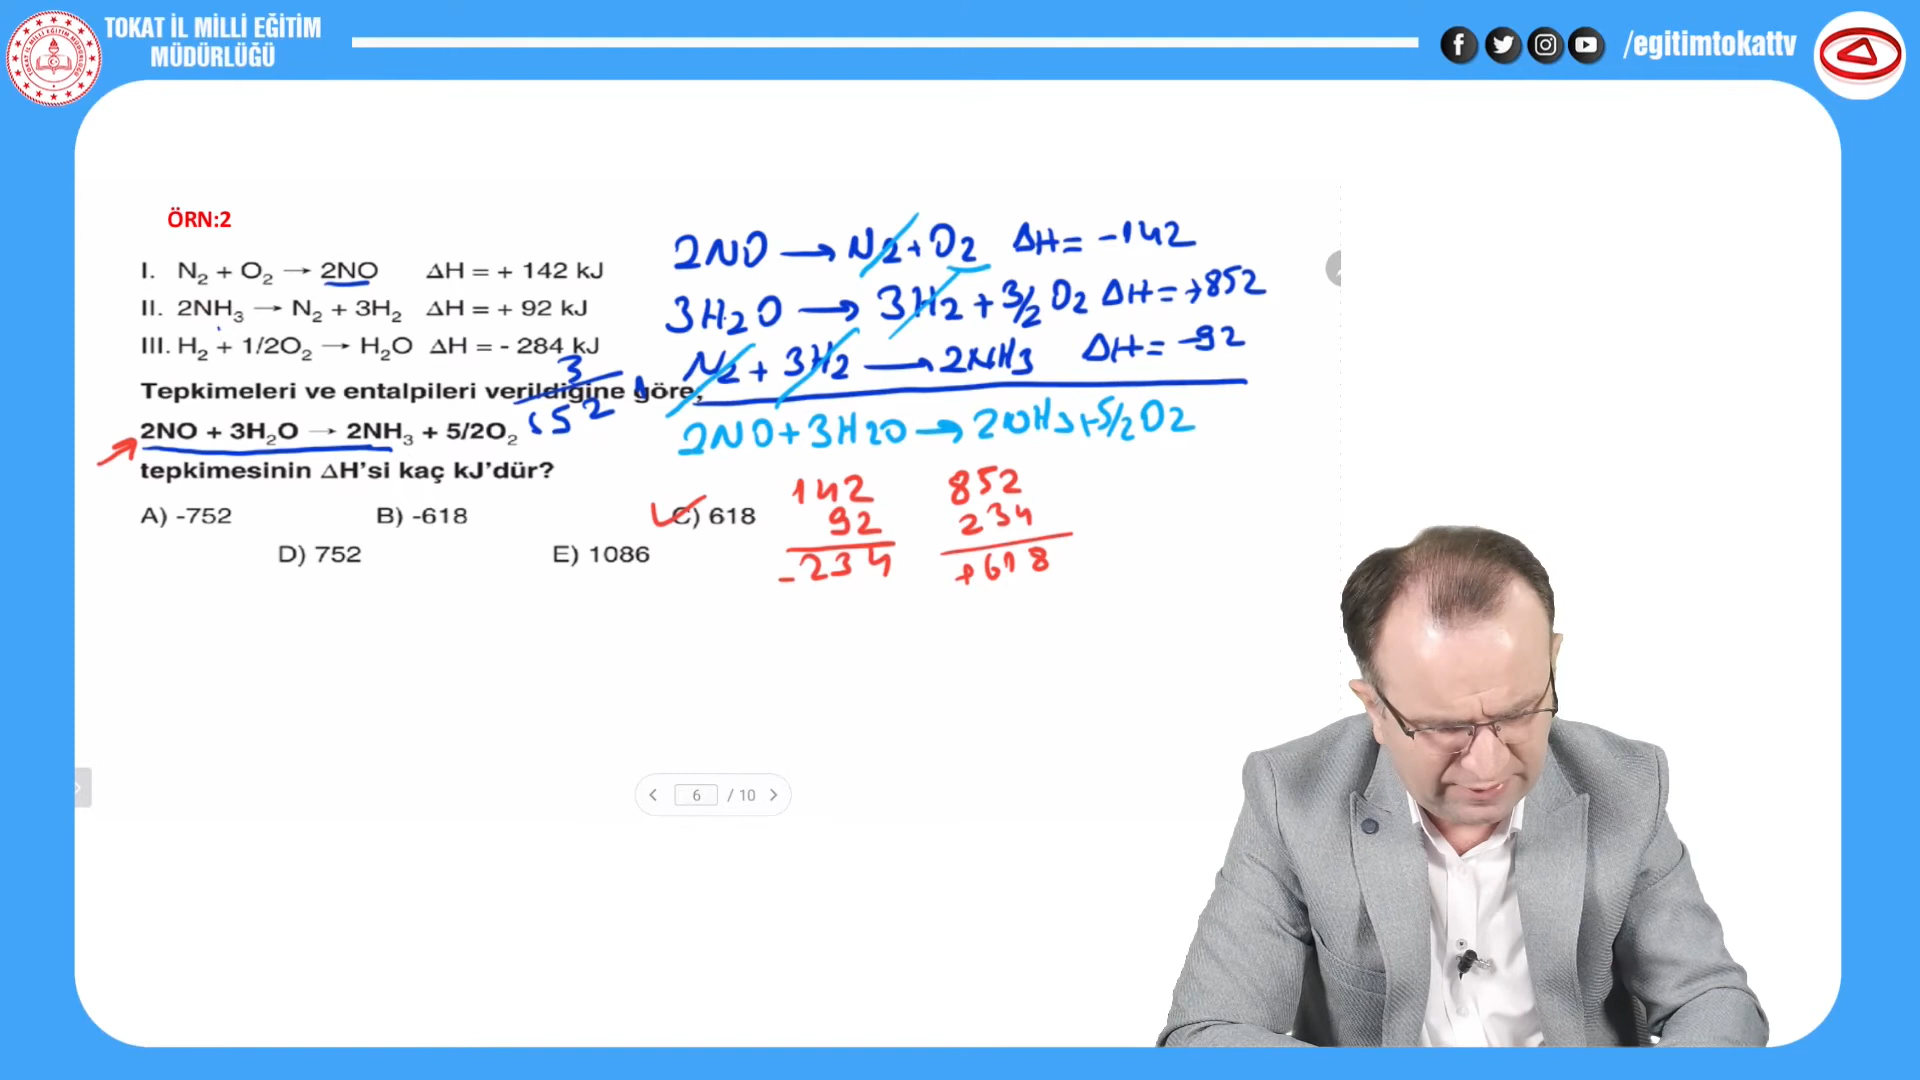 TOKAT İL MİLLİ EĞİTİM
MÜDÜRLÜĞÜ
/egitimtokattv
ÖRN:2
I. N₂ + O₂ → 2NO ΔH = + 142 kJ
II. 2NH₃ → N₂ + 3H₂ ΔH = + 92 kJ
III. H₂ + 1/2O₂ → H₂O ΔH = - 284 kJ
3
Tepkimeleri ve entalpileri verildiğine göre,
852
2NO + 3H₂O → 2NH₃ + 5/2O₂
tepkimesinin ΔH'si kaç kJ'dür?
A) -752 B) -618 C) 618
D) 752 E) 1086
2NO → N₂ + O₂ ΔH = -142
3H₂O → 3H₂ + 3/2 O₂ ΔH = +852
N₂ + 3H₂ → 2NH₃ ΔH = -92
2NO + 3H₂O → 2NH₃ + 5/2 O₂
142
92
-234
852
234
+618
6 / 10